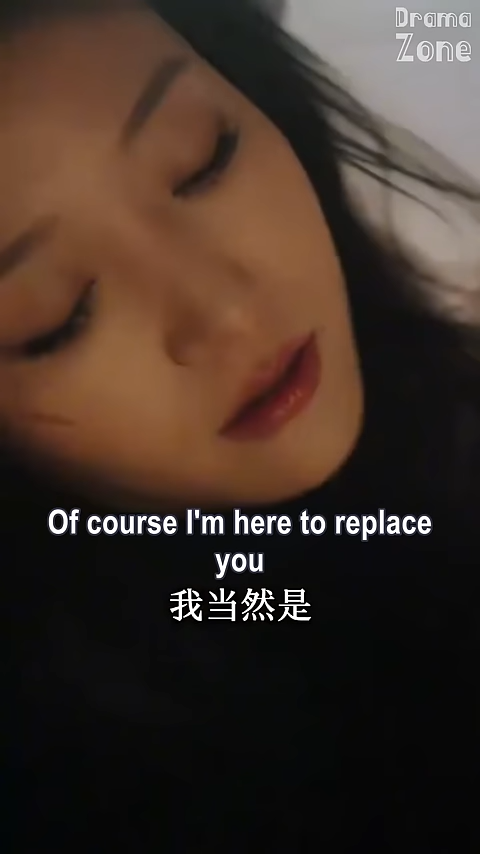 Drama
Zone
Of course I'm here to replace
you
我当然是